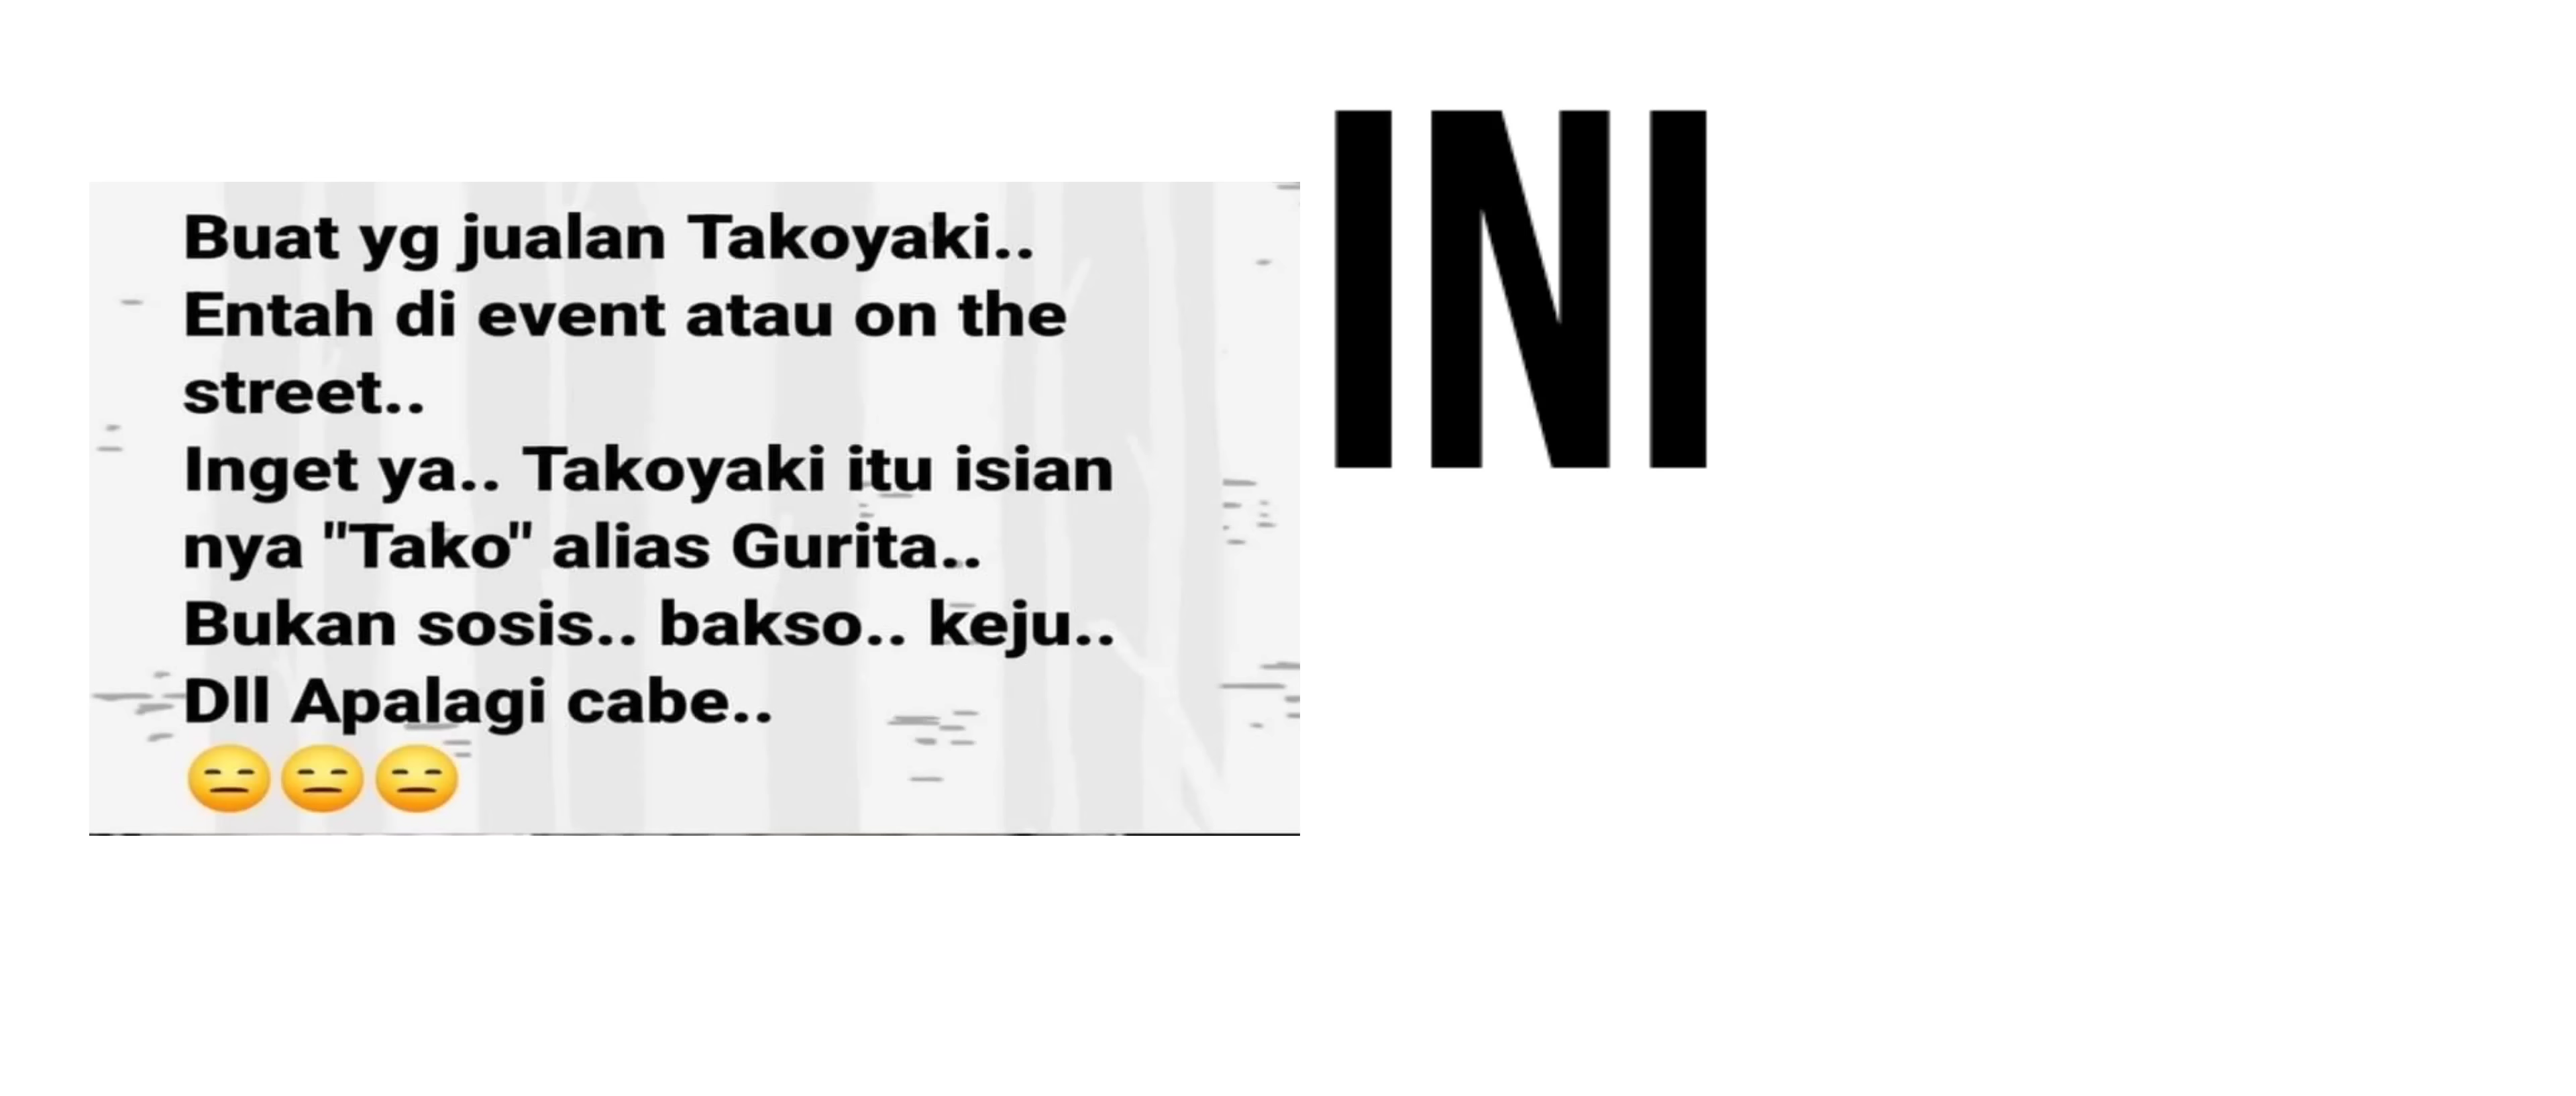 Buat yg jualan Takoyaki..
Entah di event atau on the
street..
Inget ya.. Takoyaki itu isian
nya "Tako" alias Gurita..
Bukan sosis.. bakso.. keju..
Dll Apalagi cabe..
😑😑😑
INI